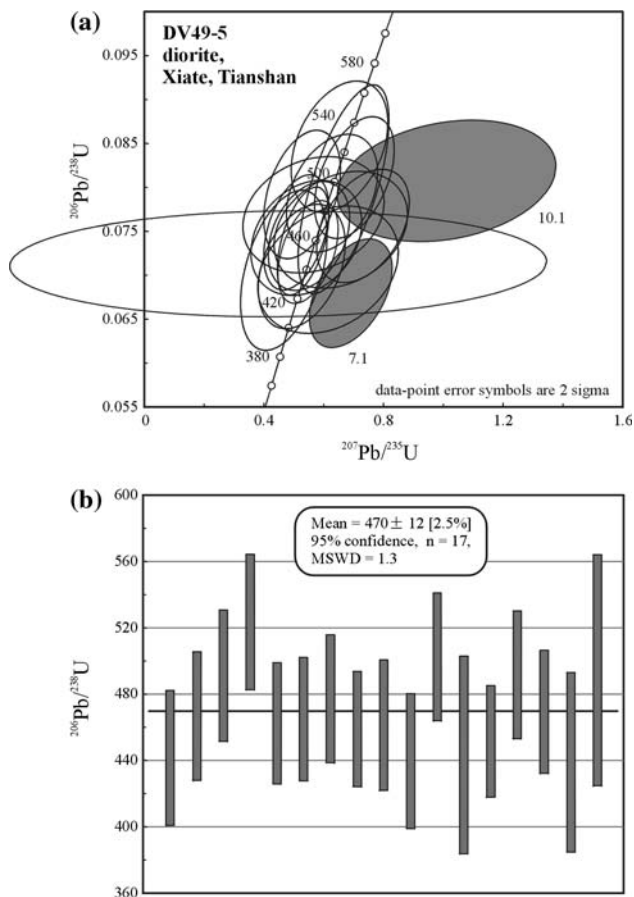 (a)
DV49-5
diorite,
Xiate, Tianshan
0.095
0.085
0.075
0.065
0.055
²⁰⁶Pb/²³⁸U
580
540
500
460
420
380
10.1
7.1
data-point error symbols are 2 sigma
0
0.4
0.8
1.2
1.6
²⁰⁷Pb/²³⁵U
(b)
600
560
520
480
440
400
360
²⁰⁶Pb/²³⁸U
Mean = 470 ± 12 [2.5%]
95% confidence, n = 17,
MSWD = 1.3